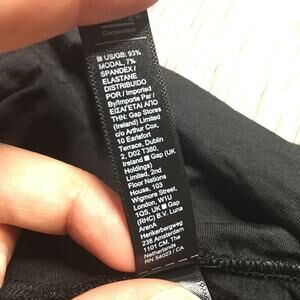 Corporation
■ US/GB: 93%
MODAL, 7%
SPANDEX /
ELASTANE
DISTRIBUIDO
POR / Imported
By/Importe Par /
ΕΙΣΑΓΕΤΑΙ ΑΠΟ
THN: Gap Stores
(Ireland) Limited
c/o Arthur Cox,
10 Earlsfort
Terrace, Dublin
2, D02 T380,
Ireland ■ Gap (UK
Holdings)
Limited, 2nd
Floor Nations
House, 103
Wigmore Street,
London, W1U
1QS, UK ■ Gap
(RHC) B.V. Luna
ArenA
Herikerbergweg
238 Amsterdam
1101 CM, The
Netherlands
RN 54023 / CA